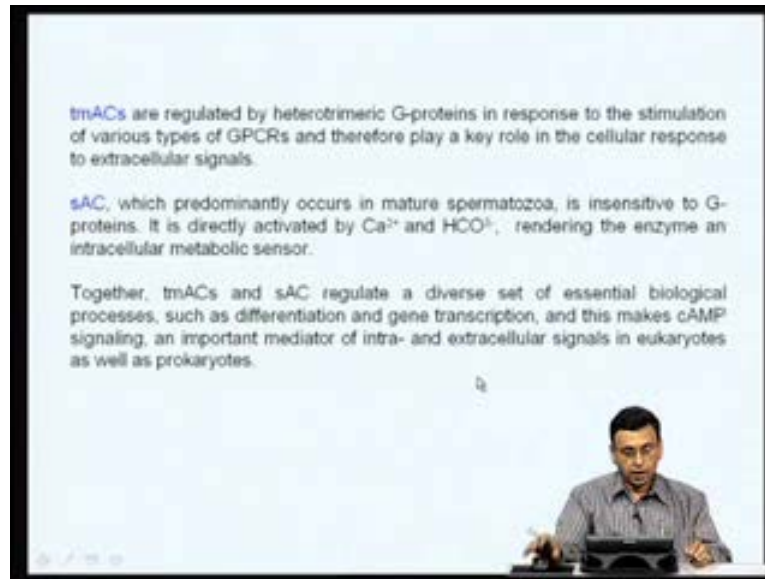 tmACs are regulated by heterotrimeric G-proteins in response to the stimulation
of various types of GPCRs and therefore play a key role in the cellular response
to extracellular signals.
sAC, which predominantly occurs in mature spermatozoa, is insensitive to G-
proteins. It is directly activated by Ca²⁺ and HCO³⁻, rendering the enzyme an
intracellular metabolic sensor.
Together, tmACs and sAC regulate a diverse set of essential biological
processes, such as differentiation and gene transcription, and this makes cAMP
signaling, an important mediator of intra- and extracellular signals in eukaryotes
as well as prokaryotes.